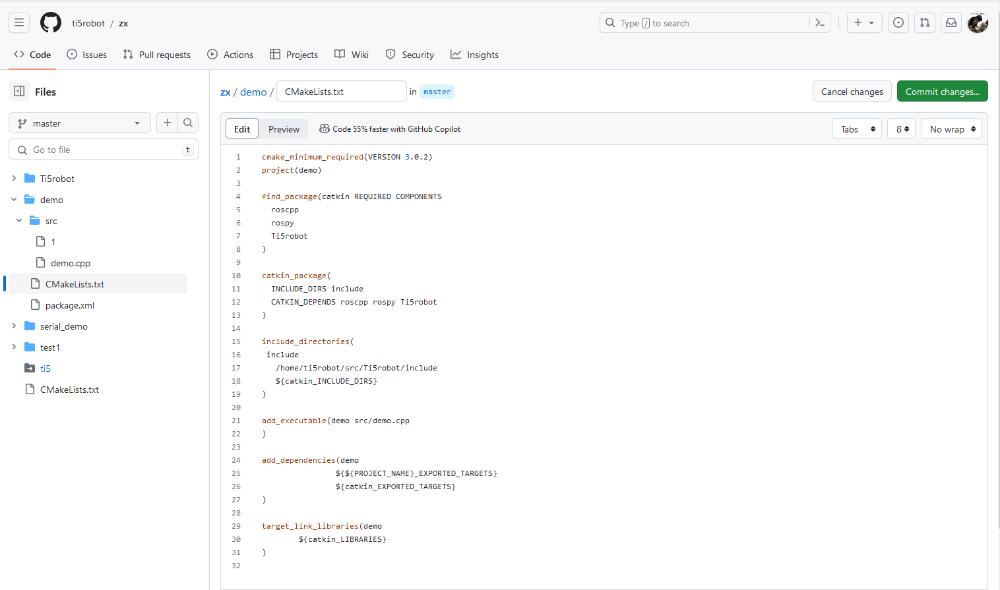 ti5robot / zx
Type / to search
Code
Issues
Pull requests
Actions
Projects
Wiki
Security
Insights
Files
master
Go to file
t
Ti5robot
demo
src
1
demo.cpp
CMakeLists.txt
package.xml
serial_demo
test1
ti5
CMakeLists.txt
zx / demo / CMakeLists.txt in master
Cancel changes
Commit changes...
Edit
Preview
Code 55% faster with GitHub Copilot
Tabs
8
No wrap
1 cmake_minimum_required(VERSION 3.0.2)
2 project(demo)
3
4 find_package(catkin REQUIRED COMPONENTS
5   roscpp
6   rospy
7   Ti5robot
8 )
9
10 catkin_package(
11   INCLUDE_DIRS include
12   CATKIN_DEPENDS roscpp rospy Ti5robot
13 )
14
15 include_directories(
16  include
17    /home/ti5robot/src/Ti5robot/include
18    ${catkin_INCLUDE_DIRS}
19 )
20
21 add_executable(demo src/demo.cpp
22 )
23
24 add_dependencies(demo
25                 ${${PROJECT_NAME}_EXPORTED_TARGETS}
26                 ${catkin_EXPORTED_TARGETS}
27 )
28
29 target_link_libraries(demo
30         ${catkin_LIBRARIES}
31 )
32